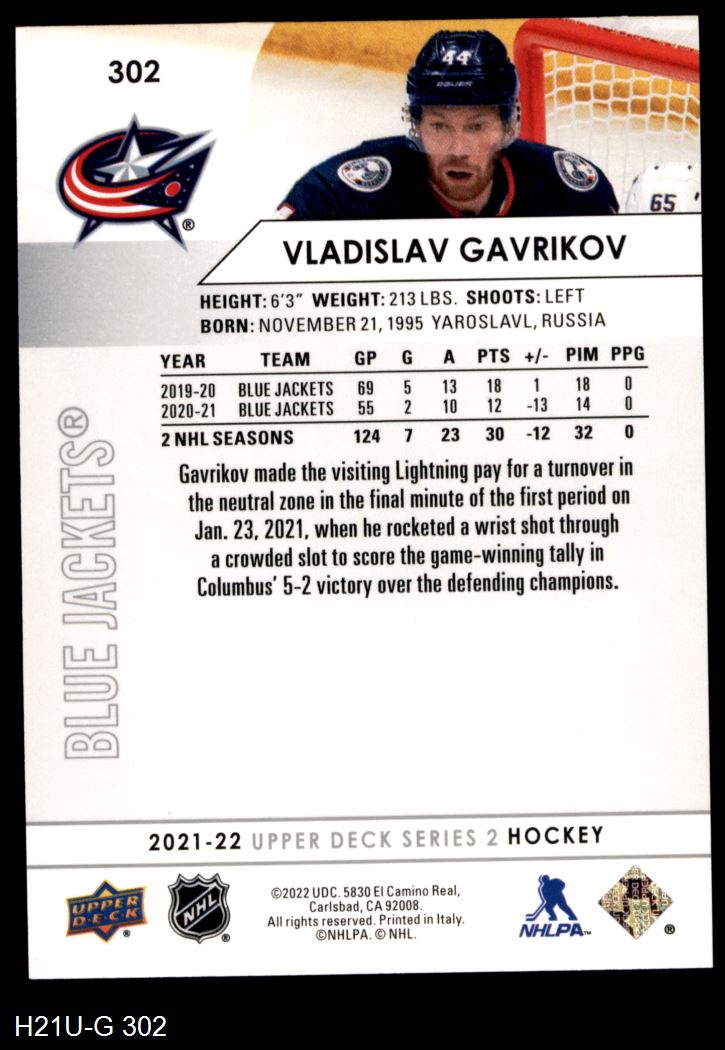 302
44
BAUER
65
®
VLADISLAV GAVRIKOV
HEIGHT: 6'3" WEIGHT: 213 LBS. SHOOTS: LEFT
BORN: NOVEMBER 21, 1995 YAROSLAVL, RUSSIA
YEAR TEAM GP G A PTS +/- PIM PPG
2019-20 BLUE JACKETS 69 5 13 18 1 18 0
2020-21 BLUE JACKETS 55 2 10 12 -13 14 0
2 NHL SEASONS 124 7 23 30 -12 32 0
Gavrikov made the visiting Lightning pay for a turnover in
the neutral zone in the final minute of the first period on
Jan. 23, 2021, when he rocketed a wrist shot through
a crowded slot to score the game-winning tally in
Columbus' 5-2 victory over the defending champions.
BLUE JACKETS®
2021-22 UPPER DECK SERIES 2 HOCKEY
UPPER
D·E·C·K
®
NHL
®
©2022 UDC. 5830 El Camino Real,
Carlsbad, CA 92008.
All rights reserved. Printed in Italy.
©NHLPA. © NHL.
NHLPA™
®
H21U-G 302